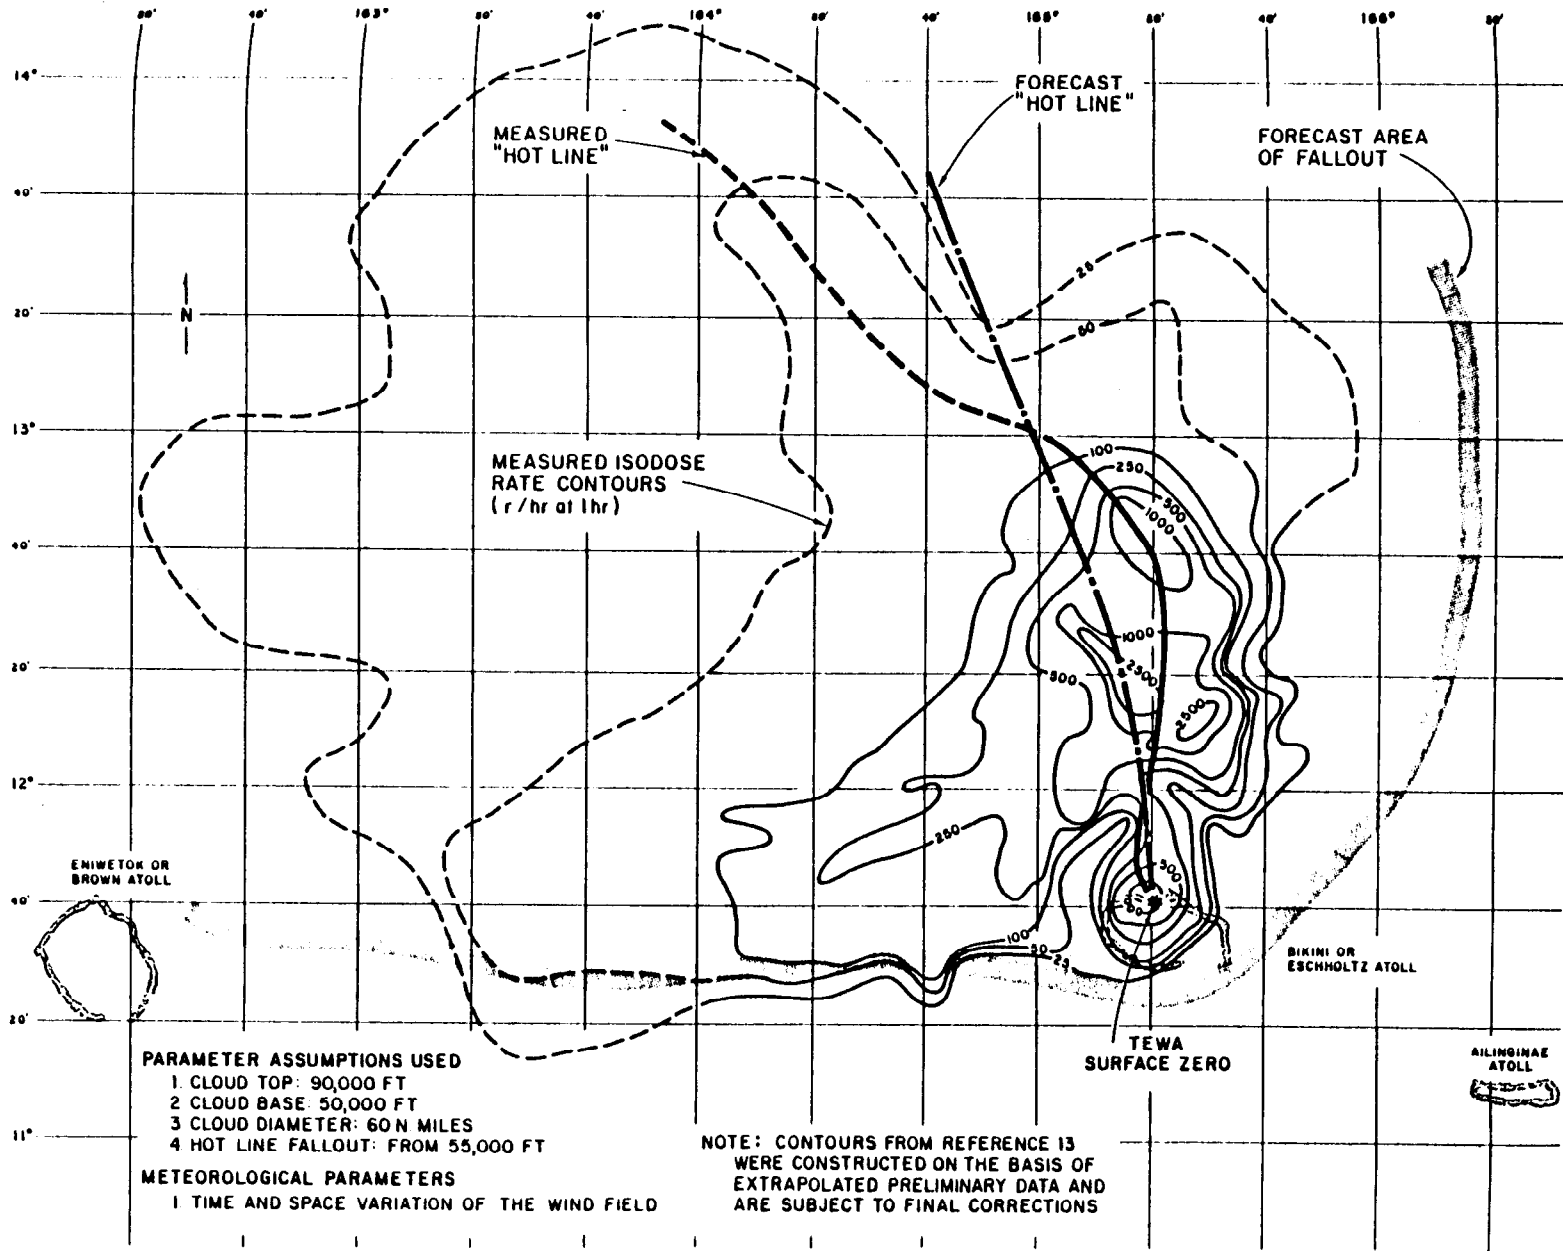 20' 40' 163° 20' 40' 164° 20' 40' 165° 20' 40' 166° 20'
14°
FORECAST
"HOT LINE"
MEASURED
"HOT LINE"
FORECAST AREA
OF FALLOUT
40'
25
N
20'
50
13°
100
250
MEASURED ISODOSE
RATE CONTOURS
(r/hr at 1hr)
500
1000
40'
1000
20'
2500
500
2500
12°
250
ENIWETOK OR
BROWN ATOLL
500
40'
100
50
25
BIKINI OR
ESCHHOLTZ ATOLL
20'
TEWA
SURFACE ZERO
AILINGINAE
ATOLL
PARAMETER ASSUMPTIONS USED
1. CLOUD TOP: 90,000 FT
2 CLOUD BASE: 50,000 FT
3 CLOUD DIAMETER: 60 N. MILES
4 HOT LINE FALLOUT: FROM 55,000 FT
11°
METEOROLOGICAL PARAMETERS
1. TIME AND SPACE VARIATION OF THE WIND FIELD
NOTE: CONTOURS FROM REFERENCE 13
WERE CONSTRUCTED ON THE BASIS OF
EXTRAPOLATED PRELIMINARY DATA AND
ARE SUBJECT TO FINAL CORRECTIONS